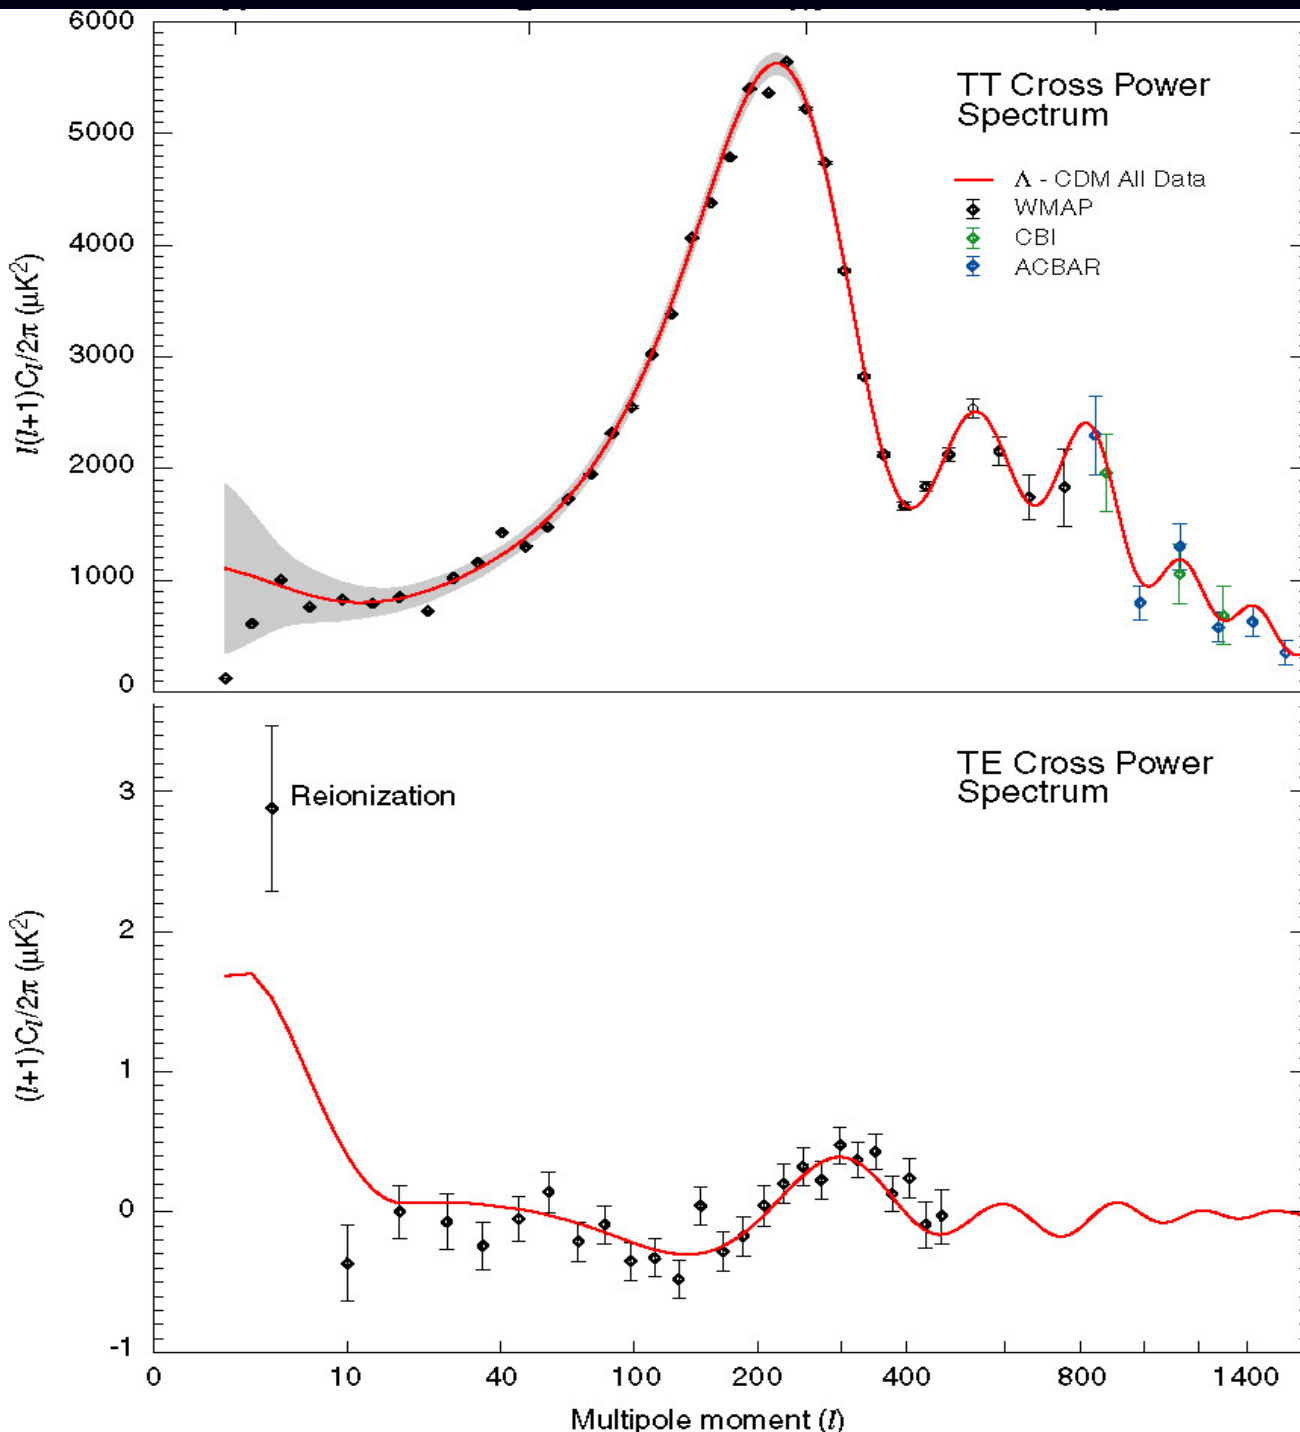 6000
5000
4000
3000
2000
1000
0
l(l+1)Cl/2π (μK²)
TT Cross Power
Spectrum
Λ - CDM All Data
WMAP
CBI
ACBAR
3
2
1
0
-1
(l+1)Cl/2π (μK²)
Reionization
TE Cross Power
Spectrum
0 10 40 100 200 400 800 1400
Multipole moment (l)